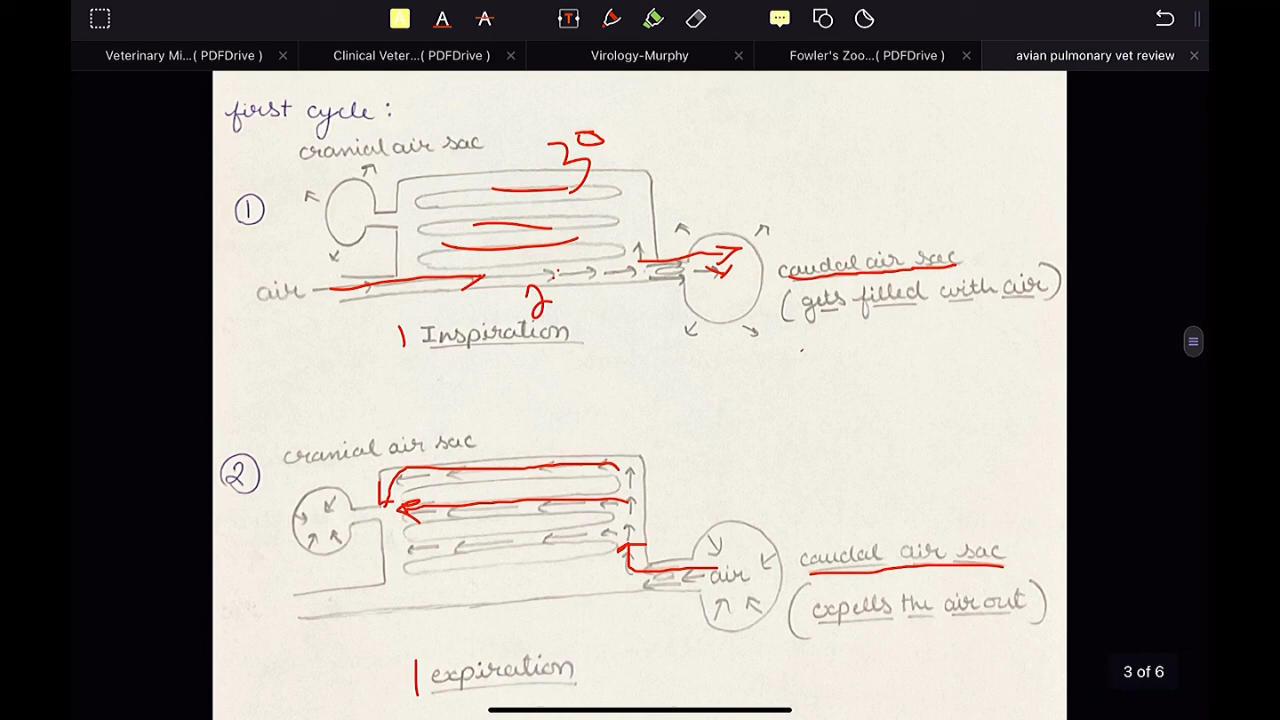 Veterinary Mi...( PDFDrive )
Clinical Veter...( PDFDrive )
Virology-Murphy
Fowler's Zoo...( PDFDrive )
avian pulmonary vet review
first cycle :
cranial air sac
3°
1
air
2
caudal air sac
(gets filled with air)
1 Inspiration
cranial air sac
2
air
caudal air sac
(expells the air out)
1 expiration
3 of 6